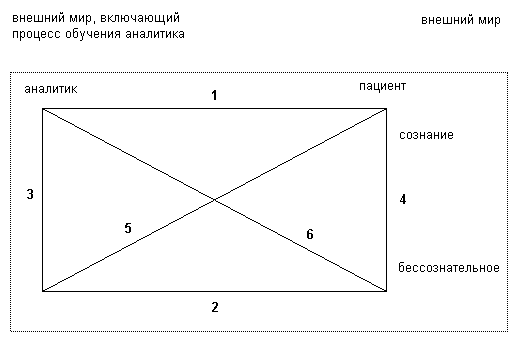 внешний мир, включающий
процесс обучения аналитика
внешний мир
аналитик
1
пациент
сознание
3
4
5
6
бессознательное
2